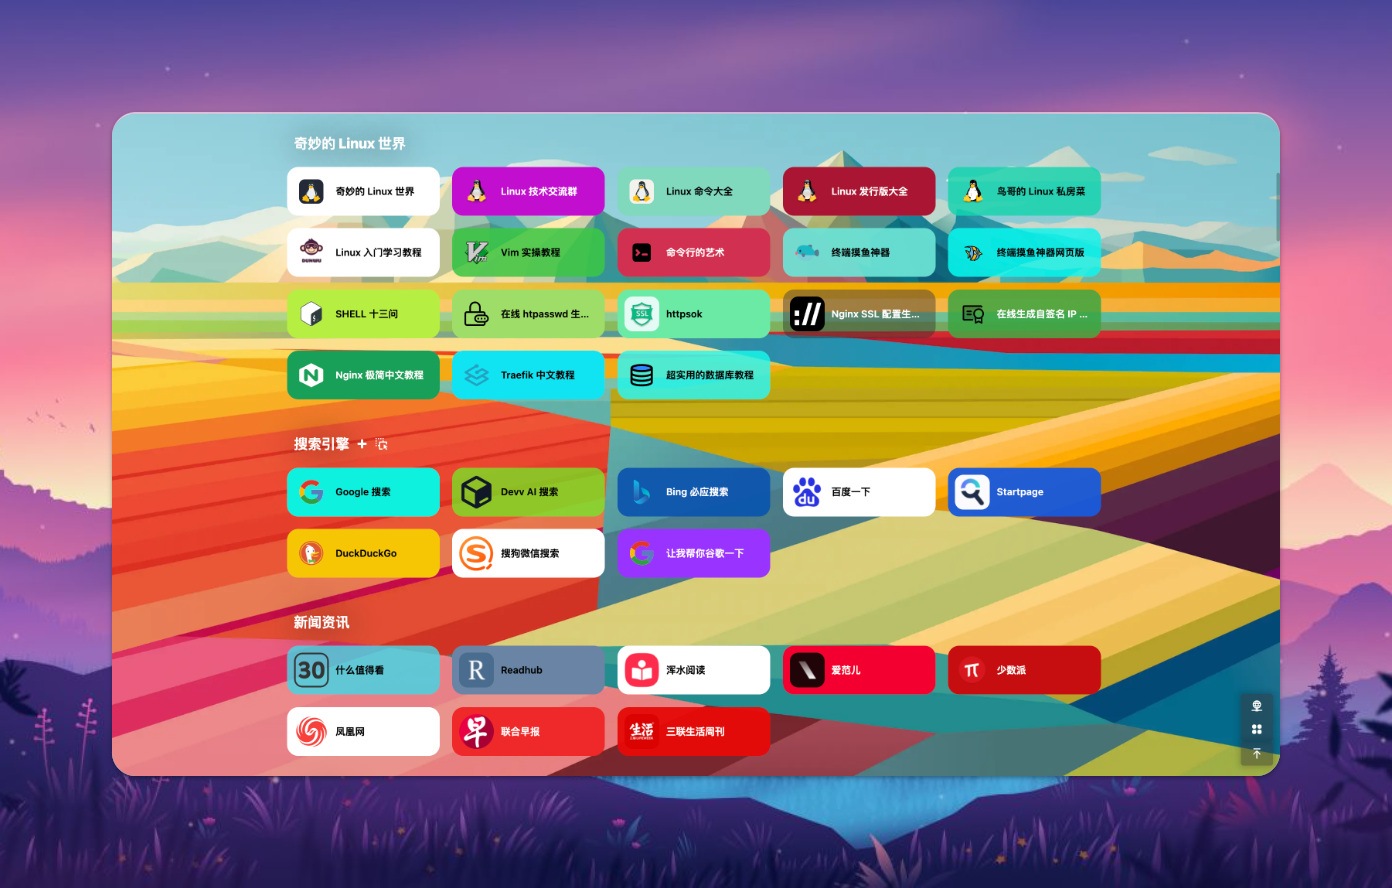 奇妙的 Linux 世界
奇妙的 Linux 世界
Linux 技术交流群
Linux 命令大全
Linux 发行版大全
鸟哥的 Linux 私房菜
Linux 入门学习教程
Vim 实操教程
命令行的艺术
终端摸鱼神器
终端摸鱼神器网页版
SHELL 十三问
在线 htpasswd 生...
SSL
httpsok
://
Nginx SSL 配置生...
在线生成自签名 IP ...
Nginx 极简中文教程
Traefik 中文教程
超实用的数据库教程
搜索引擎 +
Google 搜索
Devv AI 搜索
Bing 必应搜索
du
百度一下
Startpage
DuckDuckGo
搜狗微信搜索
让我帮你谷歌一下
新闻资讯
30
什么值得看
R
Readhub
浑水阅读
爱范儿
π
少数派
凤凰网
早
联合早报
生活
三联生活周刊